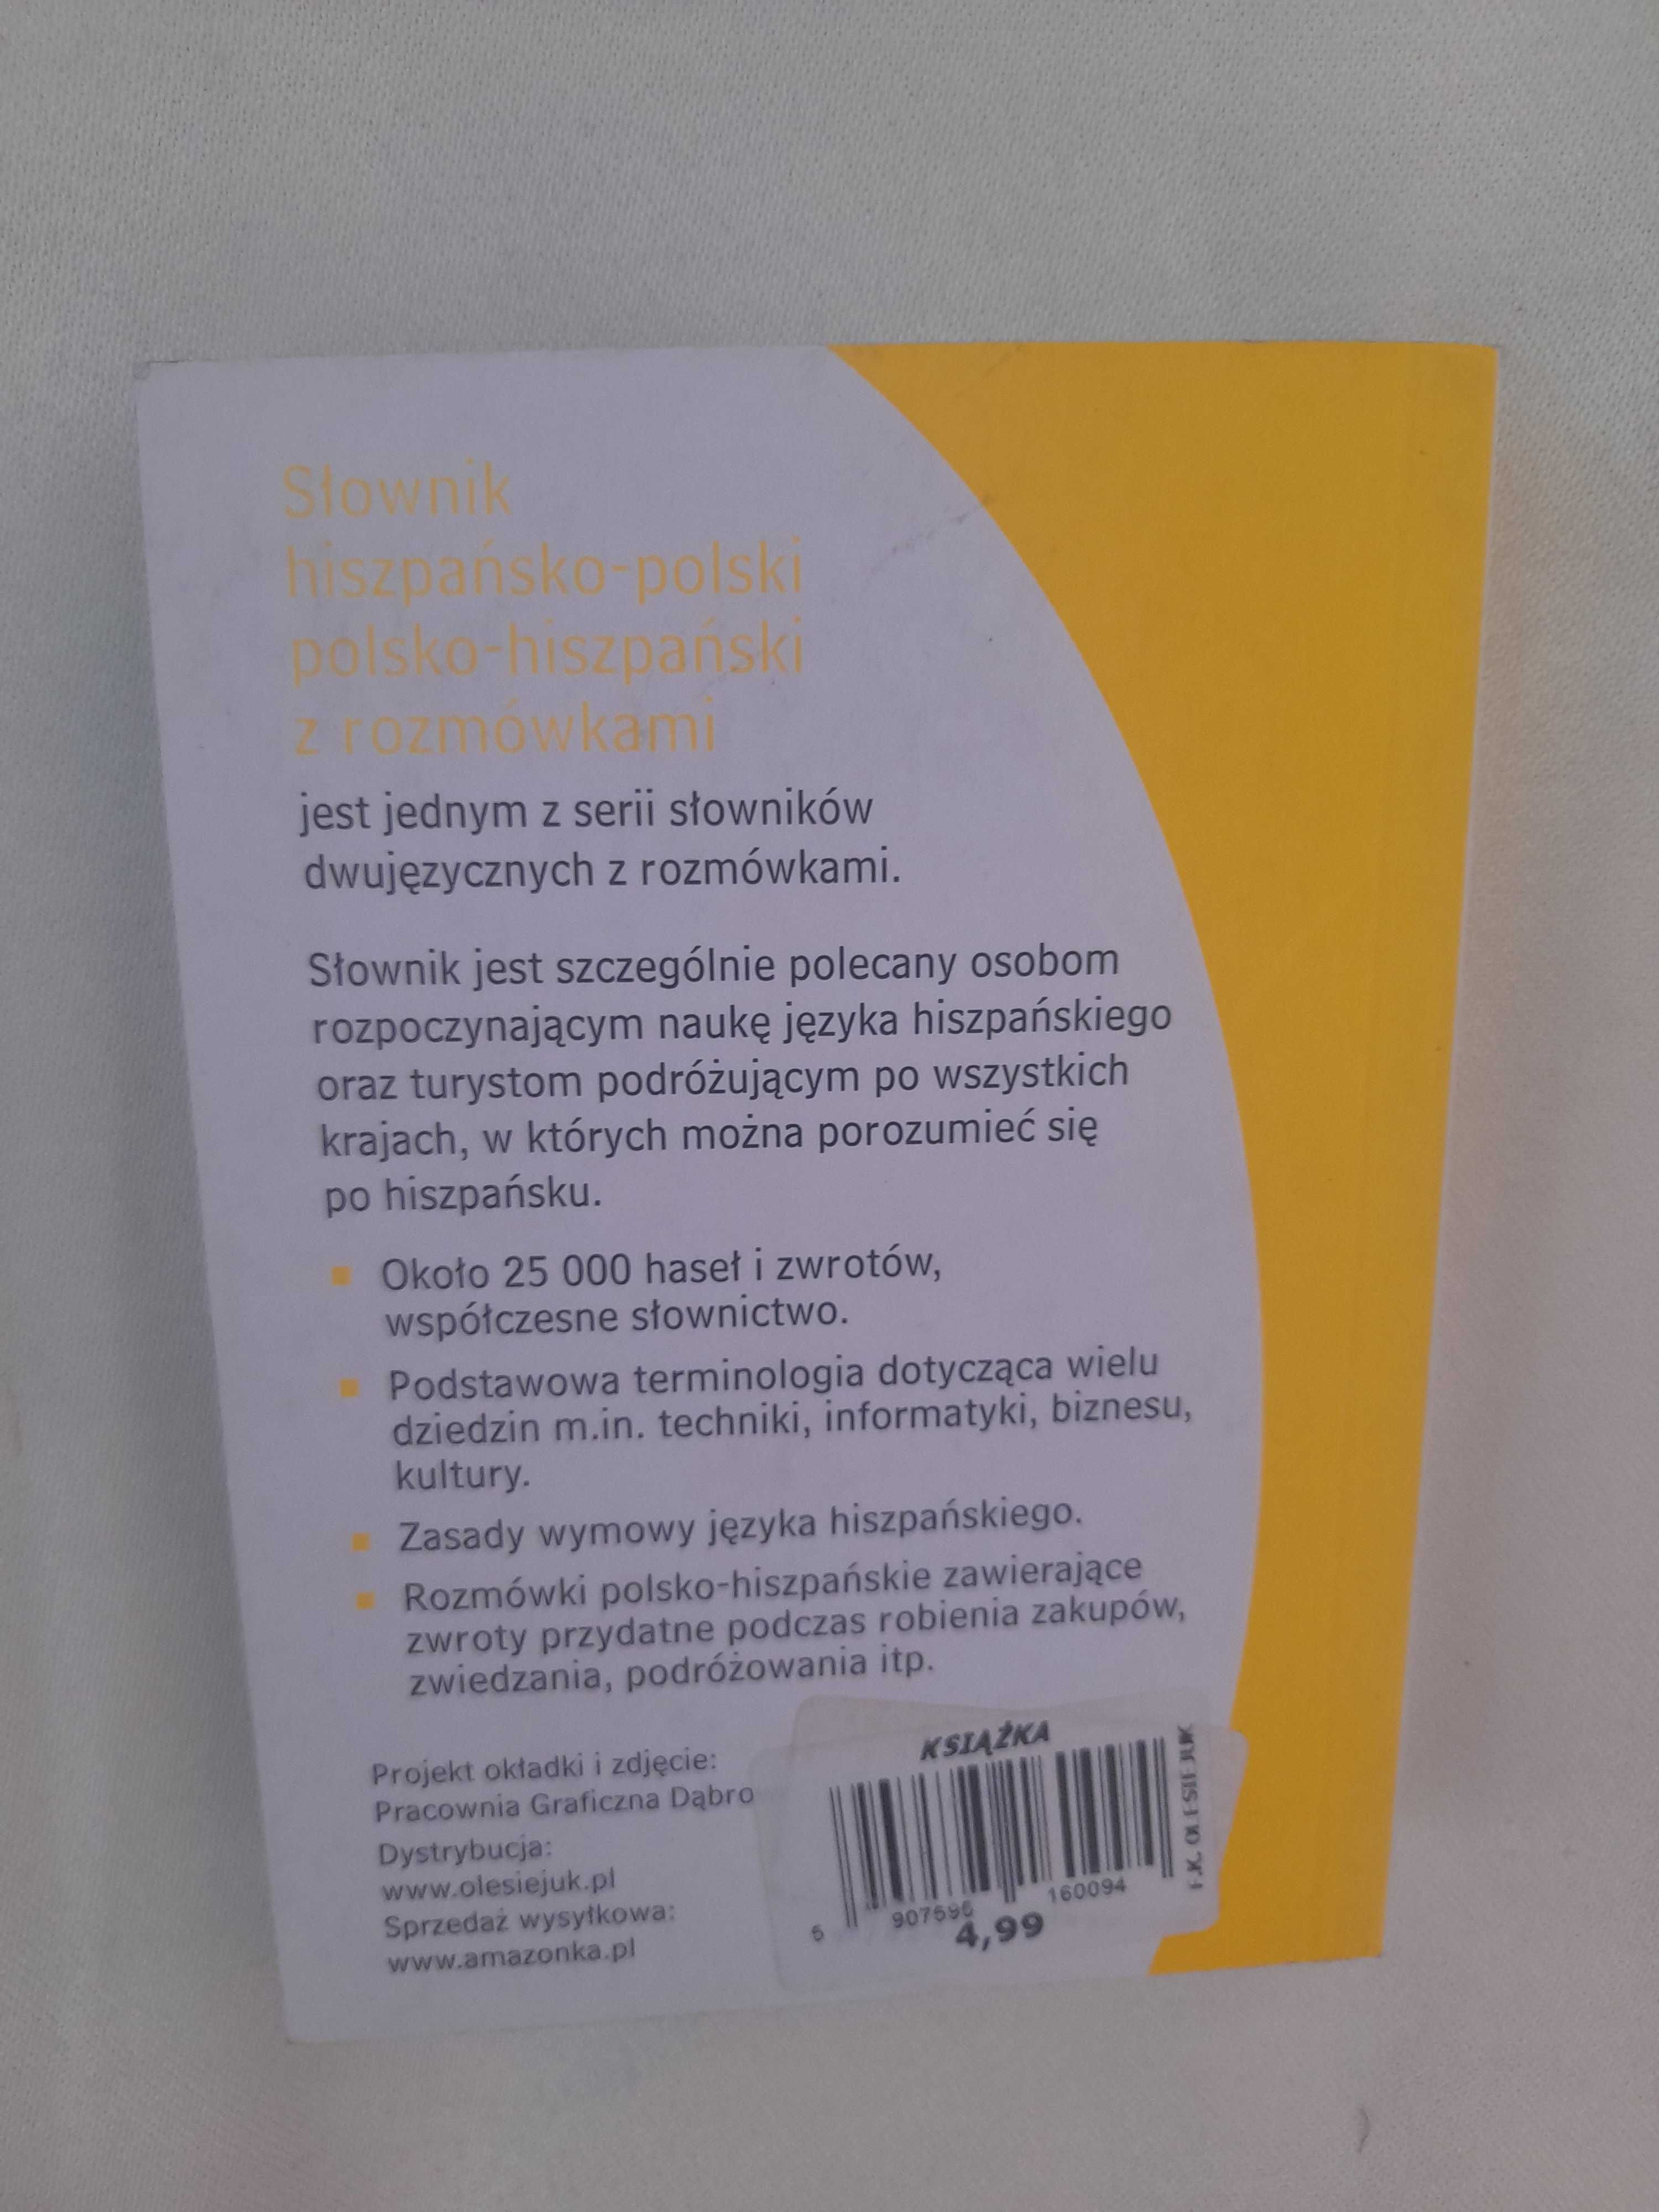 Słownik
hiszpańsko-polski
polsko-hiszpański
z rozmówkami
jest jednym z serii słowników
dwujęzycznych z rozmówkami.
Słownik jest szczególnie polecany osobom
rozpoczynającym naukę języka hiszpańskiego
oraz turystom podróżującym po wszystkich
krajach, w których można porozumieć się
po hiszpańsku.
Około 25 000 haseł i zwrotów,
współczesne słownictwo.
Podstawowa terminologia dotycząca wielu
dziedzin m.in. techniki, informatyki, biznesu,
kultury.
Zasady wymowy języka hiszpańskiego.
Rozmówki polsko-hiszpańskie zawierające
zwroty przydatne podczas robienia zakupów,
zwiedzania, podróżowania itp.
Projekt okładki i zdjęcie:
Pracownia Graficzna Dąbro
Dystrybucja:
www.olesiejuk.pl
Sprzedaż wysyłkowa:
www.amazonka.pl
KSIĄŻKA
F.K. OLESIEJUK
5 907595 160094
4,99